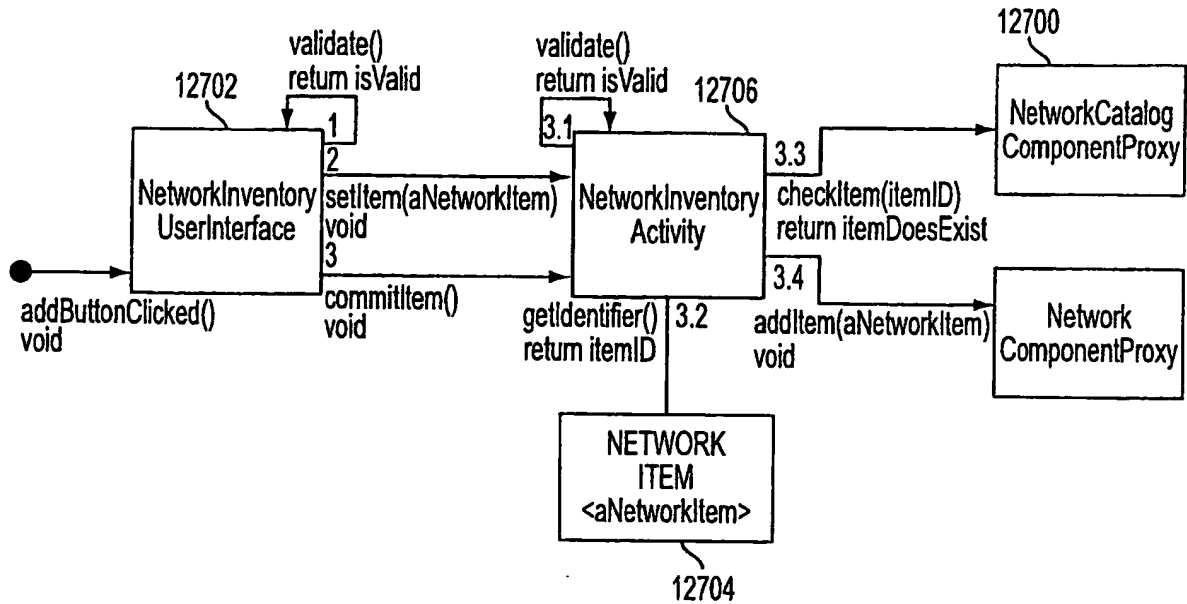 12700
validate()
return isValid
validate()
return isValid
12702
12706
1
3.1
2
3.3
NetworkCatalog
ComponentProxy
NetworkInventory
UserInterface
setItem(aNetworkItem)
void
NetworkInventory
Activity
checkItem(itemID)
return itemDoesExist
3
3.4
addButtonClicked()
void
commitItem()
void
getIdentifier()
return itemID
3.2
addItem(aNetworkItem)
void
Network
ComponentProxy
NETWORK
ITEM
<aNetworkItem>
12704